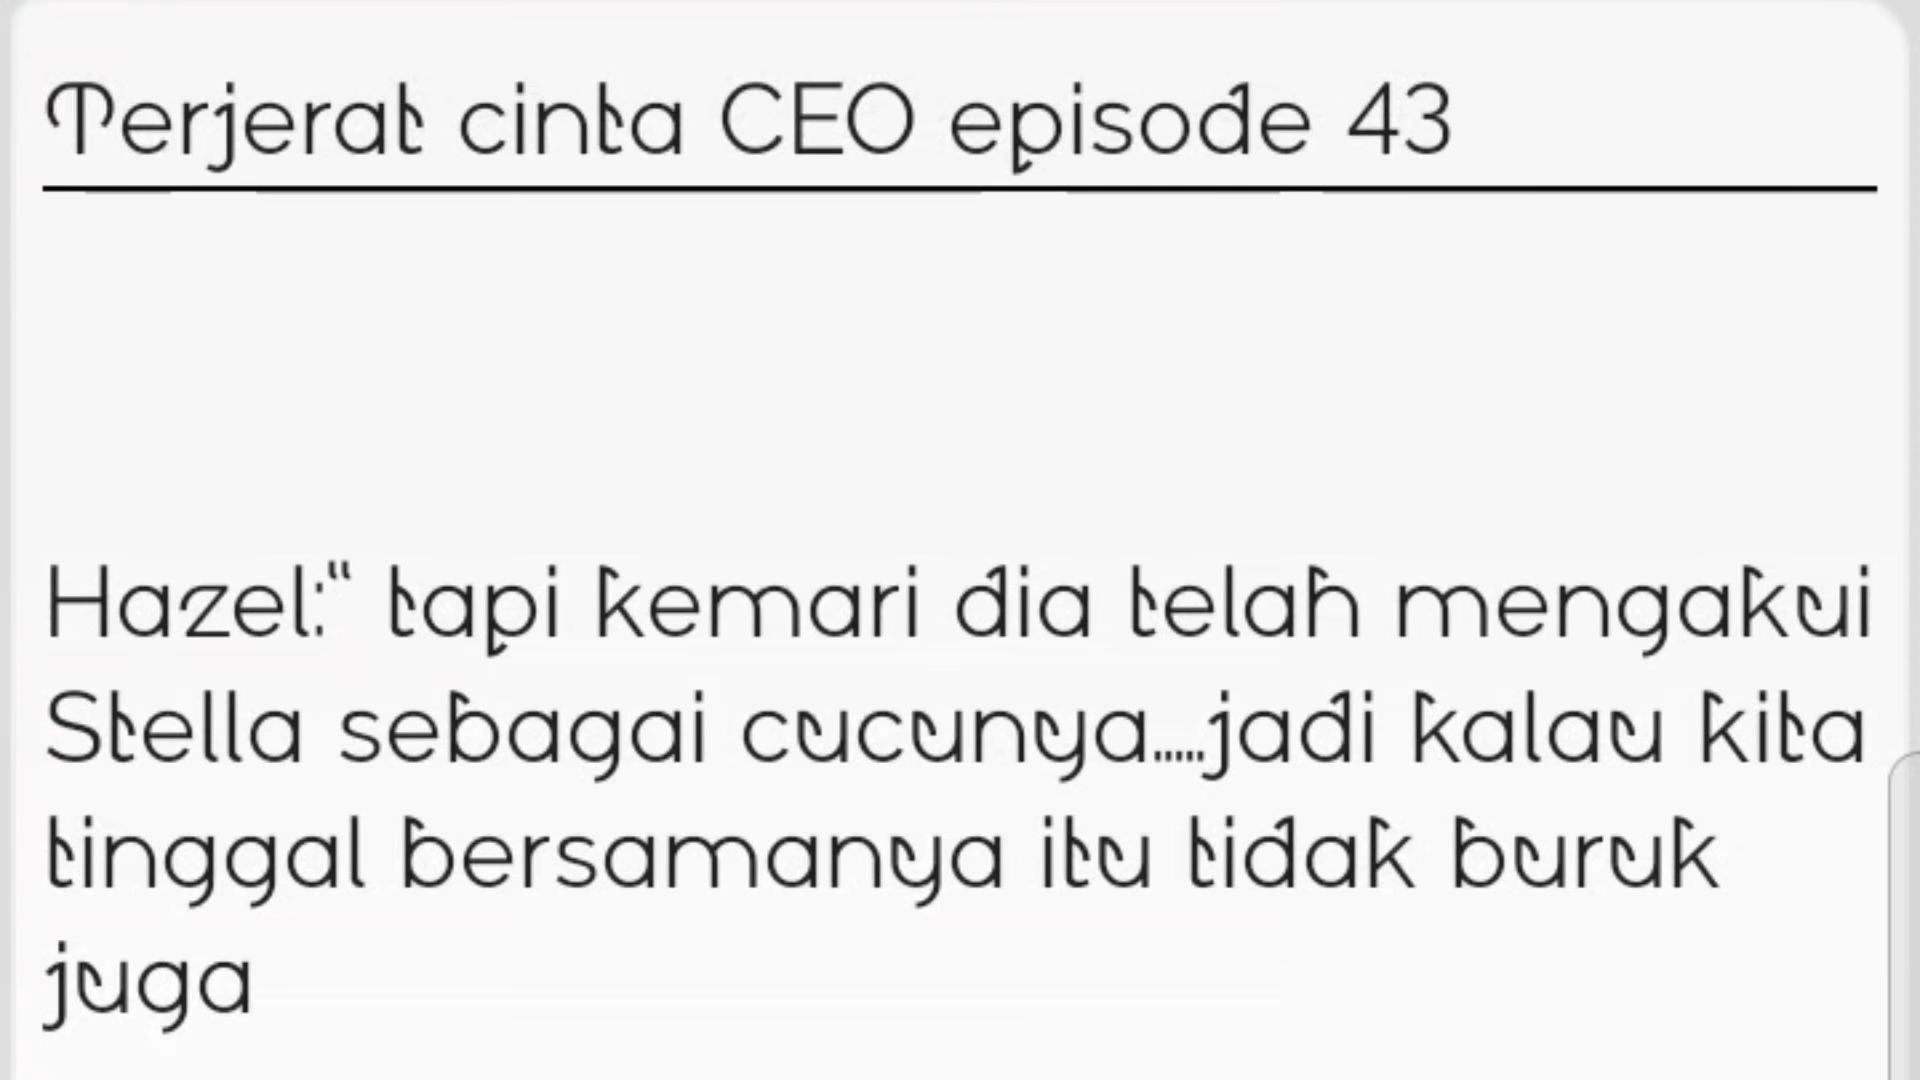 Terjerat cinta CEO episode 43
Hazel:“ tapi kemari dia telah mengakui
Stella sebagai cucunya.....jadi kalau kita
tinggal bersamanya itu tidak buruk
juga